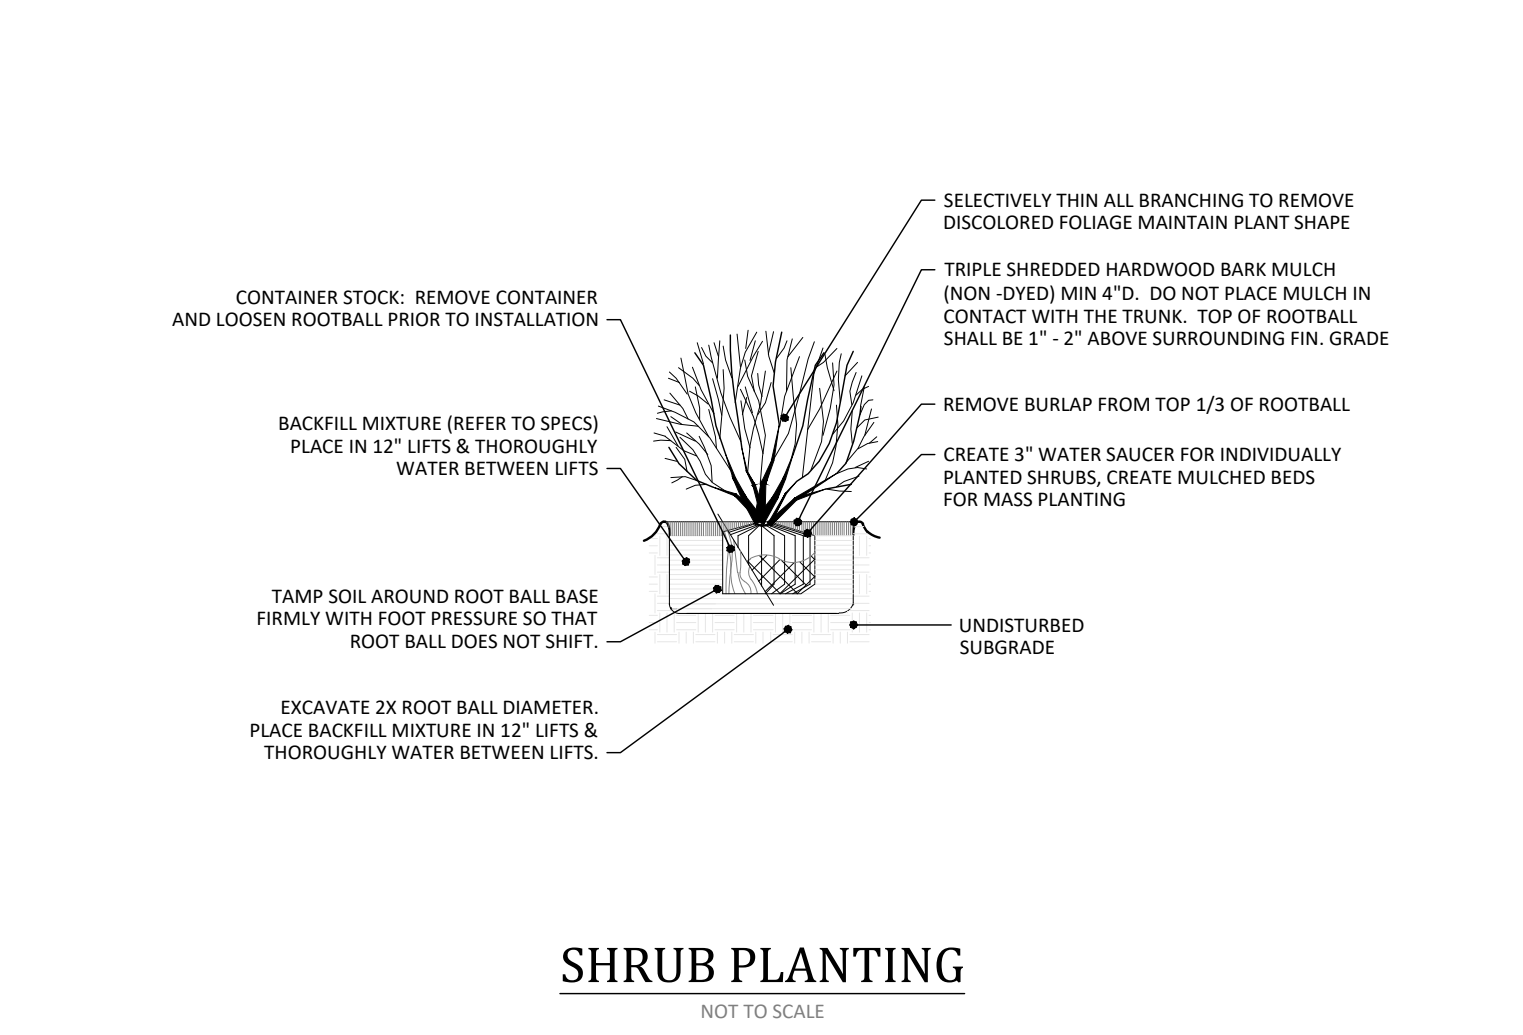 SELECTIVELY THIN ALL BRANCHING TO REMOVE
DISCOLORED FOLIAGE MAINTAIN PLANT SHAPE
TRIPLE SHREDDED HARDWOOD BARK MULCH
(NON -DYED) MIN 4"D.  DO NOT PLACE MULCH IN
CONTACT WITH THE TRUNK.  TOP OF ROOTBALL
SHALL BE 1" - 2" ABOVE SURROUNDING FIN. GRADE
REMOVE BURLAP FROM TOP 1/3 OF ROOTBALL
CREATE 3" WATER SAUCER FOR INDIVIDUALLY
PLANTED SHRUBS, CREATE MULCHED BEDS
FOR MASS PLANTING
UNDISTURBED
SUBGRADE
CONTAINER STOCK:  REMOVE CONTAINER
AND LOOSEN ROOTBALL PRIOR TO INSTALLATION
BACKFILL MIXTURE (REFER TO SPECS)
PLACE IN 12" LIFTS & THOROUGHLY
WATER BETWEEN LIFTS
TAMP SOIL AROUND ROOT BALL BASE
FIRMLY WITH FOOT PRESSURE SO THAT
ROOT BALL DOES NOT SHIFT.
EXCAVATE 2X ROOT BALL DIAMETER.
PLACE BACKFILL MIXTURE IN 12" LIFTS &
THOROUGHLY WATER BETWEEN LIFTS.
SHRUB PLANTING
NOT TO SCALE